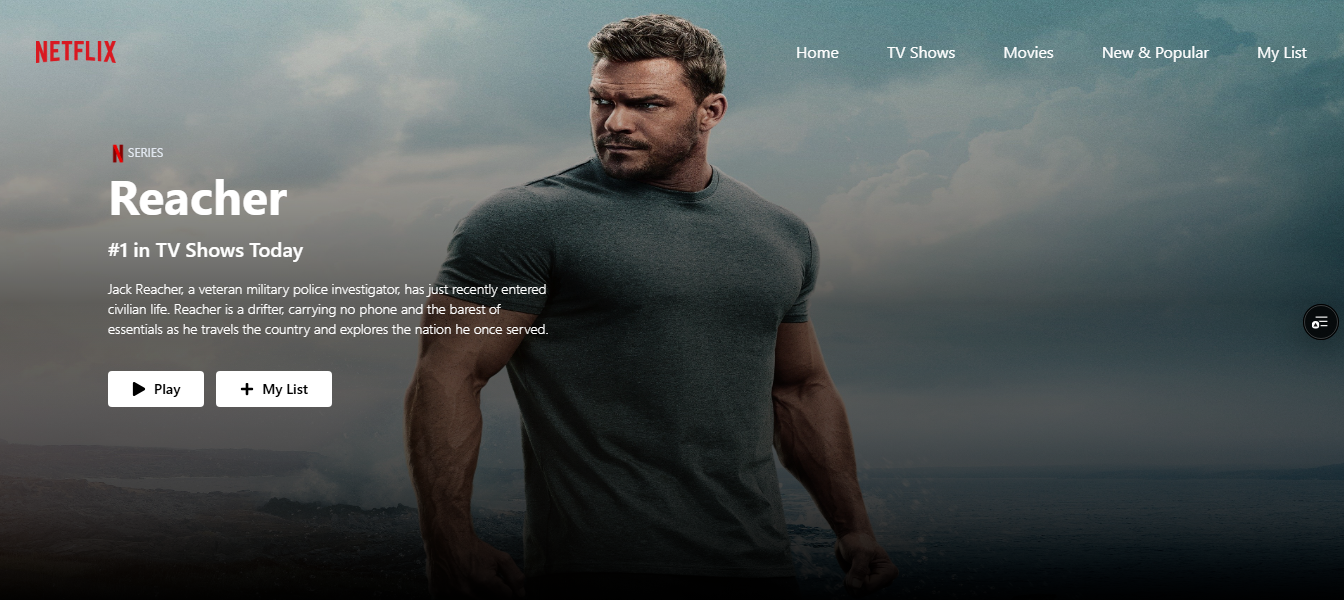 NETFLIX
Home TV Shows Movies New & Popular My List
N SERIES
Reacher
#1 in TV Shows Today
Jack Reacher, a veteran military police investigator, has just recently entered
civilian life. Reacher is a drifter, carrying no phone and the barest of
essentials as he travels the country and explores the nation he once served.
Play My List